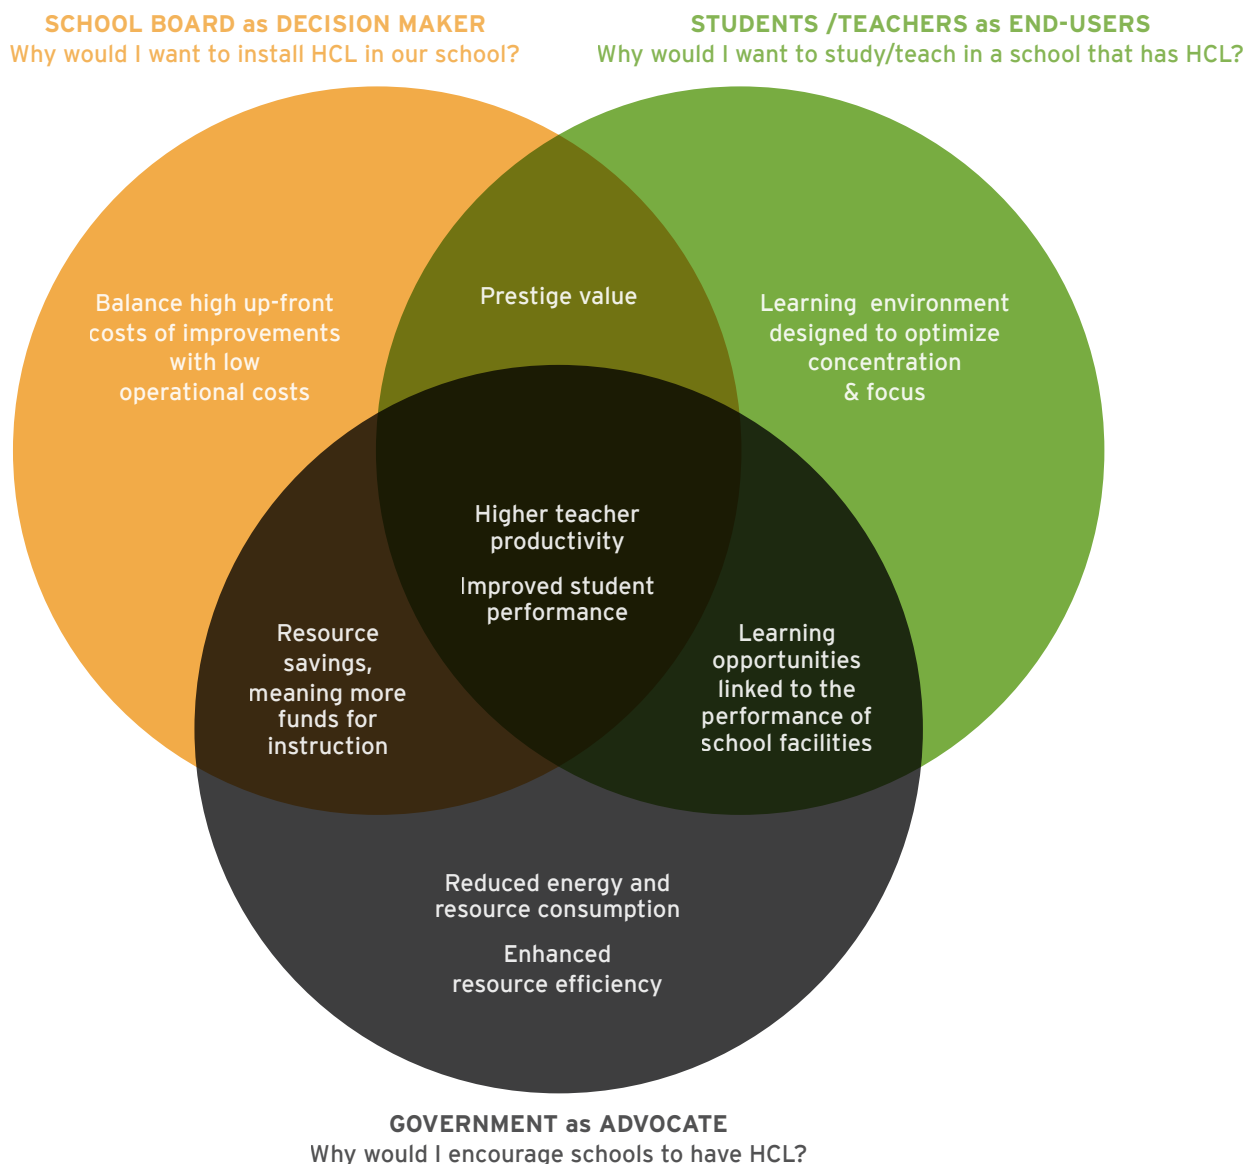 SCHOOL BOARD as DECISION MAKER
Why would I want to install HCL in our school?
STUDENTS /TEACHERS as END-USERS
Why would I want to study/teach in a school that has HCL?
Balance high up-front
costs of improvements
with low
operational costs
Prestige value
Learning environment
designed to optimize
concentration
& focus
Higher teacher
productivity
Improved student
performance
Resource
savings,
meaning more
funds for
instruction
Learning
opportunities
linked to the
performance of
school facilities
Reduced energy and
resource consumption
Enhanced
resource efficiency
GOVERNMENT as ADVOCATE
Why would I encourage schools to have HCL?